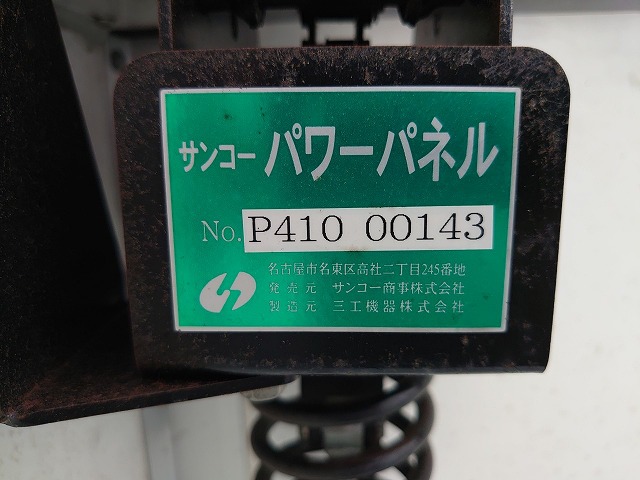 サンコー パワーパネル
No. P410 00143
名古屋市名東区高社二丁目245番地
発売元 サンコー商事株式会社
製造元 三工機器株式会社